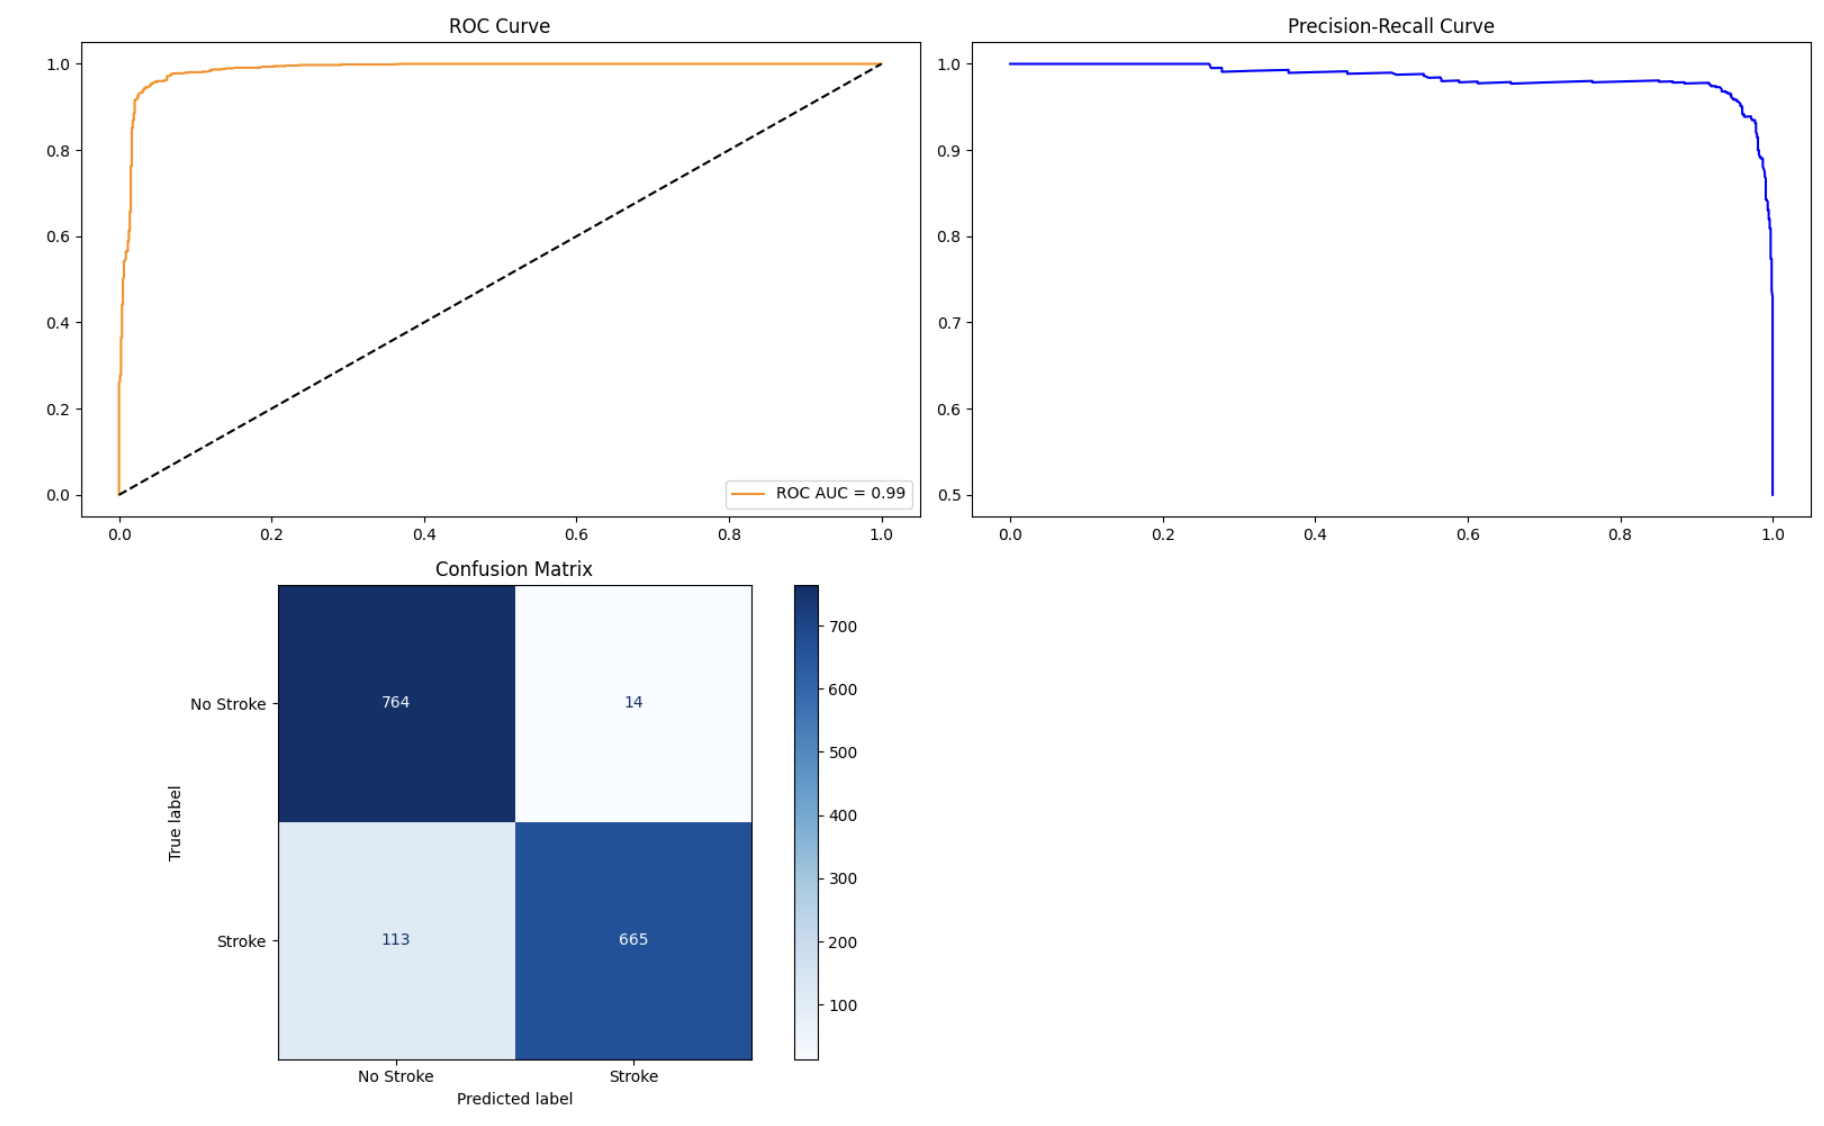 ROC Curve
1.0
0.8
0.6
0.4
0.2
0.0
0.0 0.2 0.4 0.6 0.8 1.0
ROC AUC = 0.99
Precision-Recall Curve
1.0
0.9
0.8
0.7
0.6
0.5
0.0 0.2 0.4 0.6 0.8 1.0
Confusion Matrix
True label
No Stroke
Stroke
764 14
113 665
No Stroke Stroke
Predicted label
700
600
500
400
300
200
100